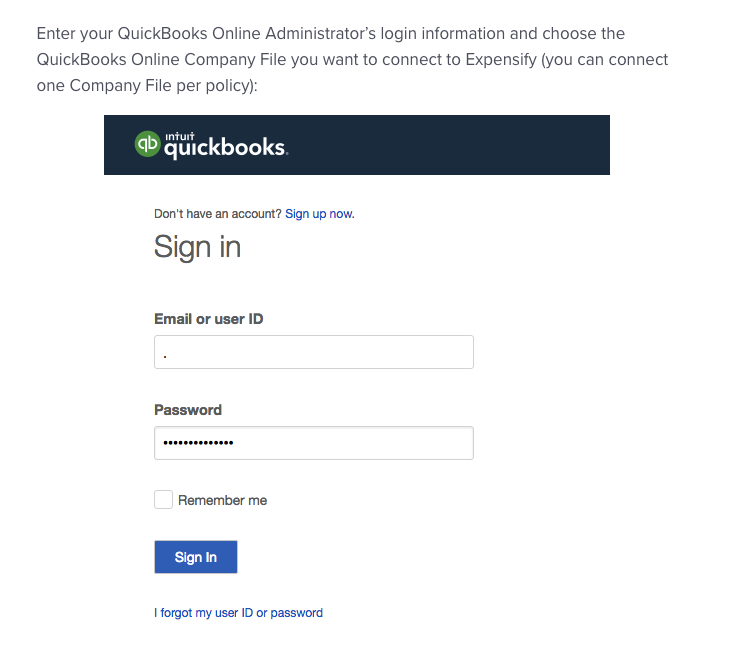 Enter your QuickBooks Online Administrator’s login information and choose the
QuickBooks Online Company File you want to connect to Expensify (you can connect
one Company File per policy):
qb intuit
quickbooks.
Don't have an account? Sign up now.
Sign in
Email or user ID
.
Password
••••••••••••••
Remember me
Sign In
I forgot my user ID or password